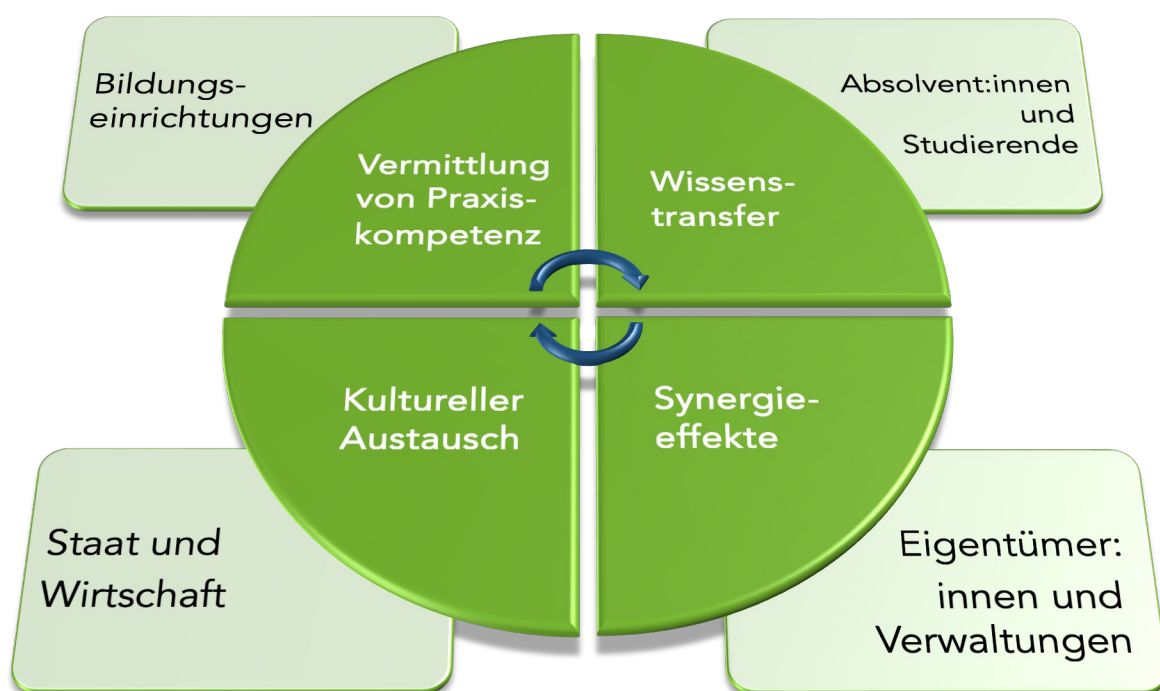 Bildungs-
einrichtungen
Absolvent:innen
und
Studierende
Vermittlung
von Praxis-
kompetenz
Wissens-
transfer
Kultureller
Austausch
Synergie-
effekte
Staat und
Wirtschaft
Eigentümer:
innen und
Verwaltungen